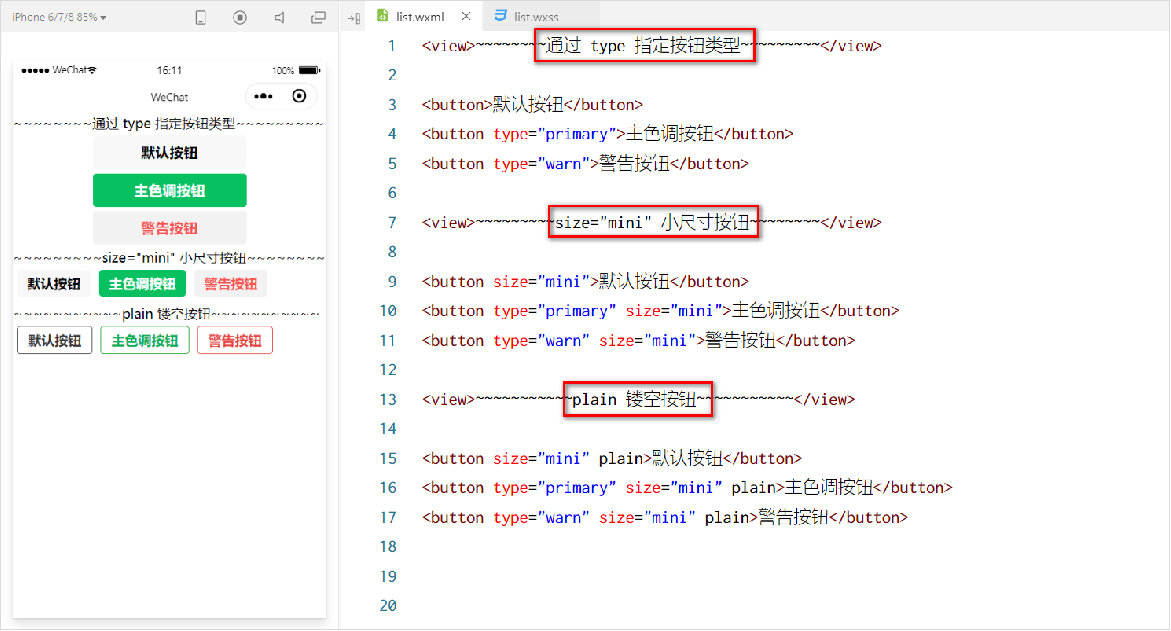 iPhone 6/7/8 85%
WeChat
16:11
100%
WeChat
~~~~~~~~通过 type 指定按钮类型~~~~~~~~~
默认按钮
主色调按钮
警告按钮
~~~~~~~~~size="mini" 小尺寸按钮~~~~~~~~
默认按钮 主色调按钮 警告按钮
~~~~~~~~~~~plain 镂空按钮~~~~~~~~~~~
默认按钮 主色调按钮 警告按钮
list.wxml list.wxss
1 <view>~~~~~~~~通过 type 指定按钮类型~~~~~~~~~</view>
2
3 <button>默认按钮</button>
4 <button type="primary">主色调按钮</button>
5 <button type="warn">警告按钮</button>
6
7 <view>~~~~~~~~~size="mini" 小尺寸按钮~~~~~~~~</view>
8
9 <button size="mini">默认按钮</button>
10 <button type="primary" size="mini">主色调按钮</button>
11 <button type="warn" size="mini">警告按钮</button>
12
13 <view>~~~~~~~~~~~plain 镂空按钮~~~~~~~~~~~</view>
14
15 <button size="mini" plain>默认按钮</button>
16 <button type="primary" size="mini" plain>主色调按钮</button>
17 <button type="warn" size="mini" plain>警告按钮</button>
18
19
20